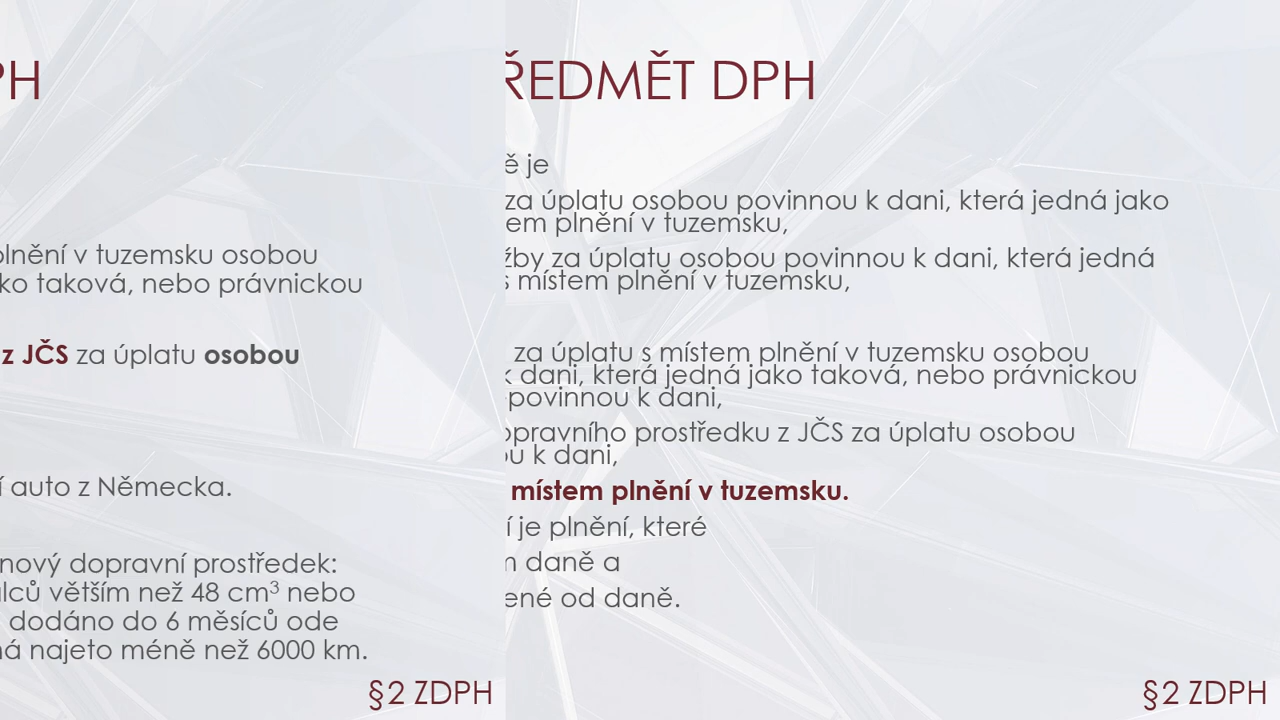 PH
plnění v tuzemsku osobou
ko taková, nebo právnickou
z JČS za úplatu osobou
í auto z Německa.
nový dopravní prostředek:
lců větším než 48 cm³ nebo
dodáno do 6 měsíců ode
á najeto méně než 6000 km.
§2 ZDPH
ŘEDMĚT DPH
ě je
za úplatu osobou povinnou k dani, která jedná jako
em plnění v tuzemsku,
žby za úplatu osobou povinnou k dani, která jedná
s místem plnění v tuzemsku,
za úplatu s místem plnění v tuzemsku osobou
k dani, která jedná jako taková, nebo právnickou
povinnou k dani,
opravního prostředku z JČS za úplatu osobou
u k dani,
místem plnění v tuzemsku.
í je plnění, které
m daně a
ené od daně.
§2 ZDPH